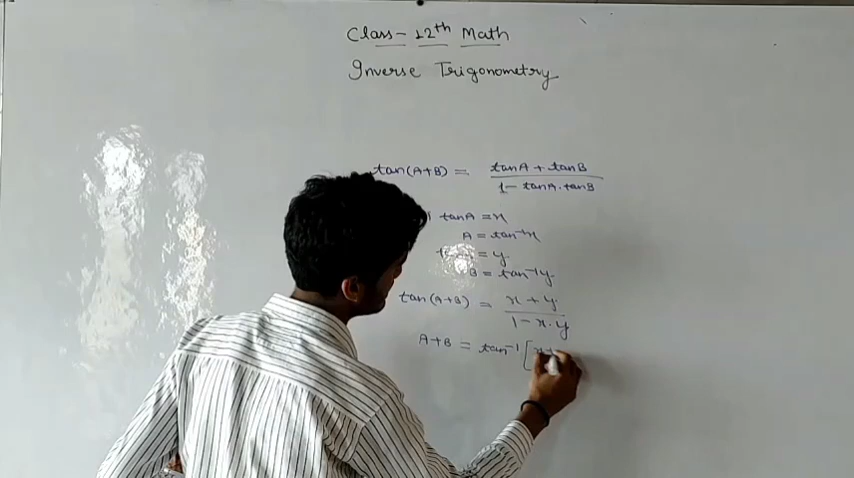 Class- 12th Math
Inverse Trigonometry
tan(A+B) = tanA + tanB / 1- tanA.tanB
tanA = x
A = tan⁻¹x
= y
B = tan⁻¹y
tan(A+B) = x + y / 1 - x.y
A+B = tan⁻¹ [x+